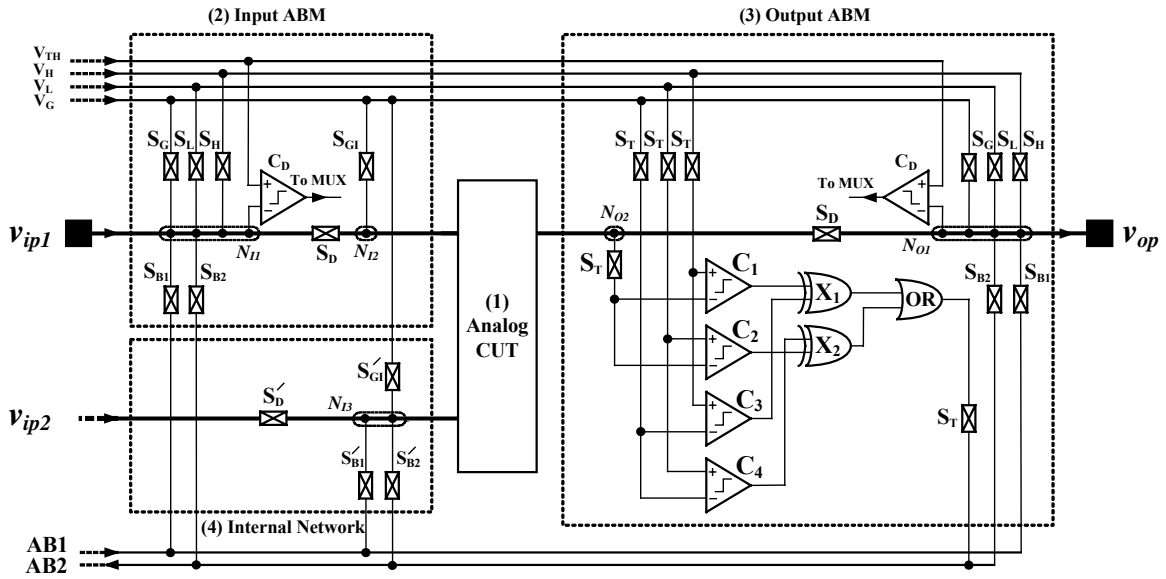 (2) Input ABM
(3) Output ABM
V_TH
V_H
V_L
V_G
S_G S_L S_H
C_D
To MUX
S_GI
S_T S_T S_T
To MUX
C_D
S_G S_L S_H
v_ip1
N_I1
S_D
N_I2
N_O2
S_D
N_O1
v_op
S_B1 S_B2
S_T
C_1
X_1
OR
S_B2 S_B1
(1)
Analog
CUT
C_2
X_2
S′_GI
v_ip2
S′_D
N_I3
C_3
S_T
S′_B1 S′_B2
C_4
(4) Internal Network
AB1
AB2
+
−
+
−
+
−
+
−
+
−
+
−